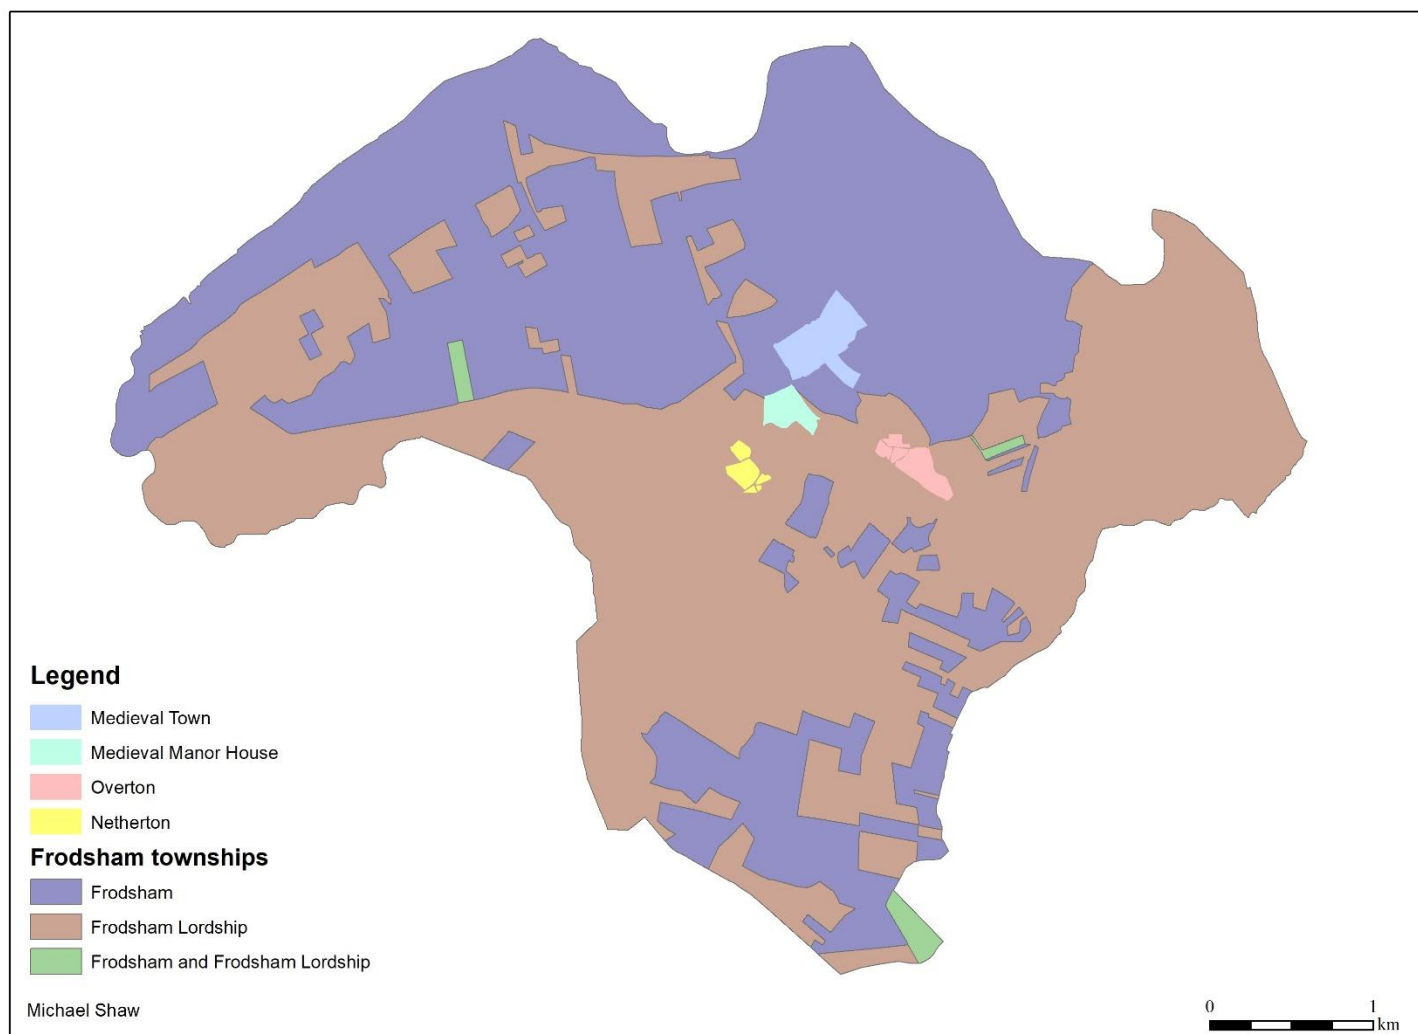 Legend
Medieval Town
Medieval Manor House
Overton
Netherton
Frodsham townships
Frodsham
Frodsham Lordship
Frodsham and Frodsham Lordship
Michael Shaw
0 1
km